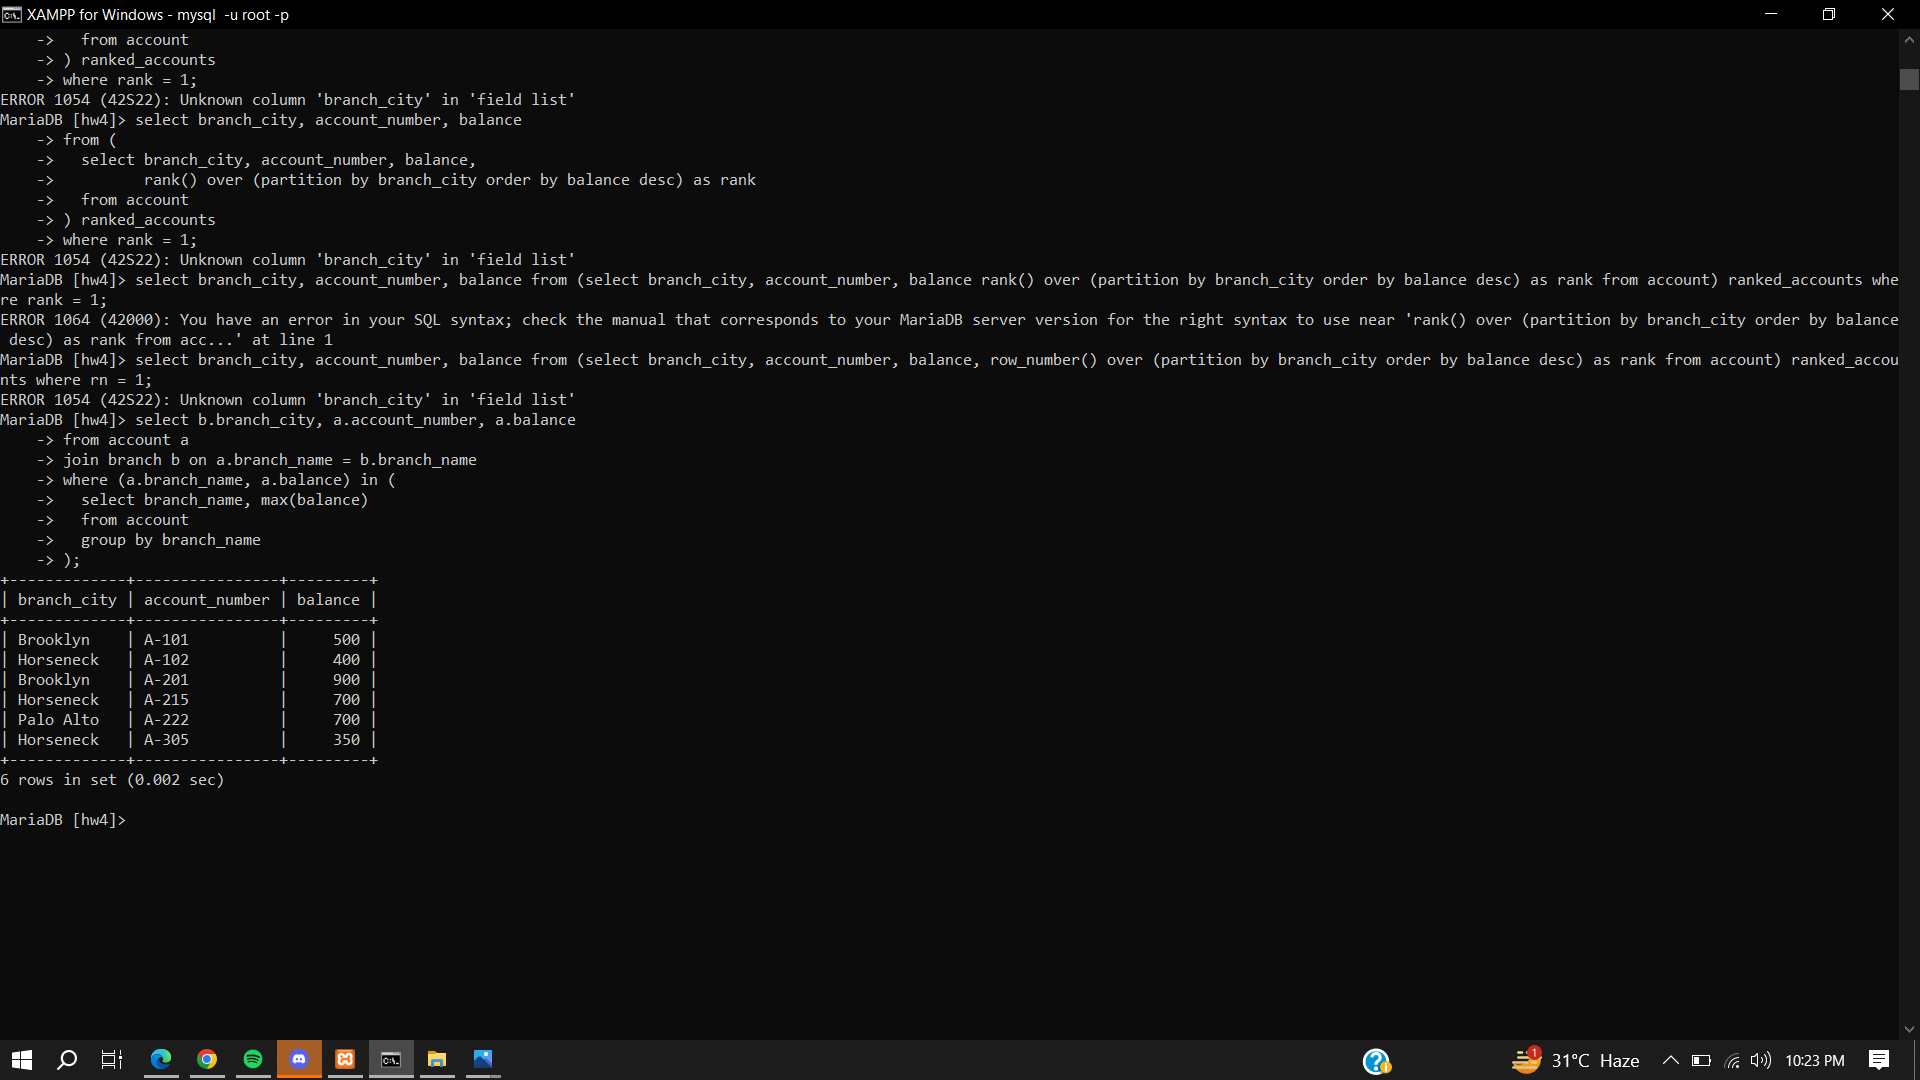 XAMPP for Windows - mysql  -u root -p
    ->   from account
    -> ) ranked_accounts
    -> where rank = 1;
ERROR 1054 (42S22): Unknown column 'branch_city' in 'field list'
MariaDB [hw4]> select branch_city, account_number, balance
    -> from (
    ->   select branch_city, account_number, balance,
    ->          rank() over (partition by branch_city order by balance desc) as rank
    ->   from account
    -> ) ranked_accounts
    -> where rank = 1;
ERROR 1054 (42S22): Unknown column 'branch_city' in 'field list'
MariaDB [hw4]> select branch_city, account_number, balance from (select branch_city, account_number, balance rank() over (partition by branch_city order by balance desc) as rank from account) ranked_accounts whe
re rank = 1;
ERROR 1064 (42000): You have an error in your SQL syntax; check the manual that corresponds to your MariaDB server version for the right syntax to use near 'rank() over (partition by branch_city order by balance
 desc) as rank from acc...' at line 1
MariaDB [hw4]> select branch_city, account_number, balance from (select branch_city, account_number, balance, row_number() over (partition by branch_city order by balance desc) as rank from account) ranked_accou
nts where rn = 1;
ERROR 1054 (42S22): Unknown column 'branch_city' in 'field list'
MariaDB [hw4]> select b.branch_city, a.account_number, a.balance
    -> from account a
    -> join branch b on a.branch_name = b.branch_name
    -> where (a.branch_name, a.balance) in (
    ->   select branch_name, max(balance)
    ->   from account
    ->   group by branch_name
    -> );
+-------------+----------------+---------+
| branch_city | account_number | balance |
+-------------+----------------+---------+
| Brooklyn    | A-101          |     500 |
| Horseneck   | A-102          |     400 |
| Brooklyn    | A-201          |     900 |
| Horseneck   | A-215          |     700 |
| Palo Alto   | A-222          |     700 |
| Horseneck   | A-305          |     350 |
+-------------+----------------+---------+
6 rows in set (0.002 sec)
MariaDB [hw4]>
1 31°C Haze 10:23 PM